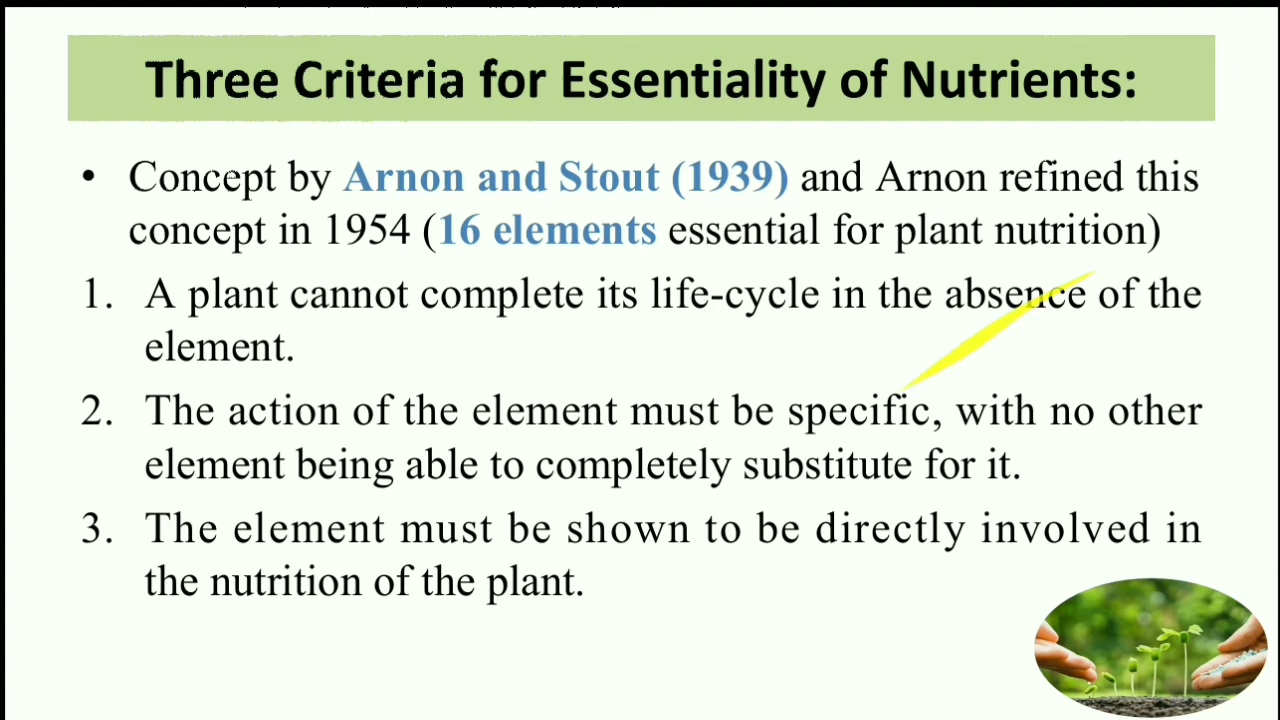 Three Criteria for Essentiality of Nutrients:
• Concept by Arnon and Stout (1939) and Arnon refined this
concept in 1954 (16 elements essential for plant nutrition)
1. A plant cannot complete its life-cycle in the absence of the
element.
2. The action of the element must be specific, with no other
element being able to completely substitute for it.
3. The element must be shown to be directly involved in
the nutrition of the plant.